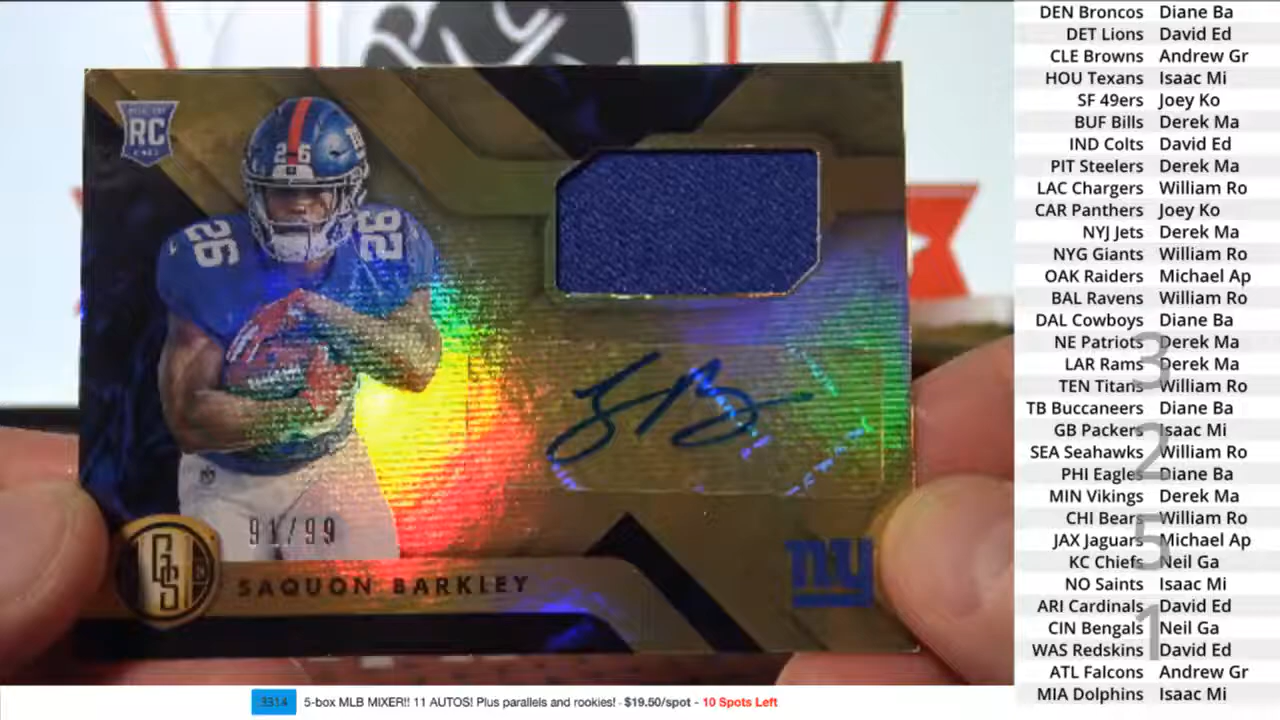 RC
26
26
26
91/99
GS
SAQUON BARKLEY
ny
DEN Broncos Diane Ba
DET Lions David Ed
CLE Browns Andrew Gr
HOU Texans Isaac Mi
SF 49ers Joey Ko
BUF Bills Derek Ma
IND Colts David Ed
PIT Steelers Derek Ma
LAC Chargers William Ro
CAR Panthers Joey Ko
NYJ Jets Derek Ma
NYG Giants William Ro
OAK Raiders Michael Ap
BAL Ravens William Ro
DAL Cowboys Diane Ba
NE Patriots Derek Ma
LAR Rams Derek Ma
TEN Titans William Ro
TB Buccaneers Diane Ba
GB Packers Isaac Mi
SEA Seahawks William Ro
PHI Eagles Diane Ba
MIN Vikings Derek Ma
CHI Bears William Ro
JAX Jaguars Michael Ap
KC Chiefs Neil Ga
NO Saints Isaac Mi
ARI Cardinals David Ed
CIN Bengals Neil Ga
WAS Redskins David Ed
ATL Falcons Andrew Gr
MIA Dolphins Isaac Mi
3
2
5
1
3314 5-box MLB MIXER!! 11 AUTOS! Plus parallels and rookies! - $19.50/spot - 10 Spots Left